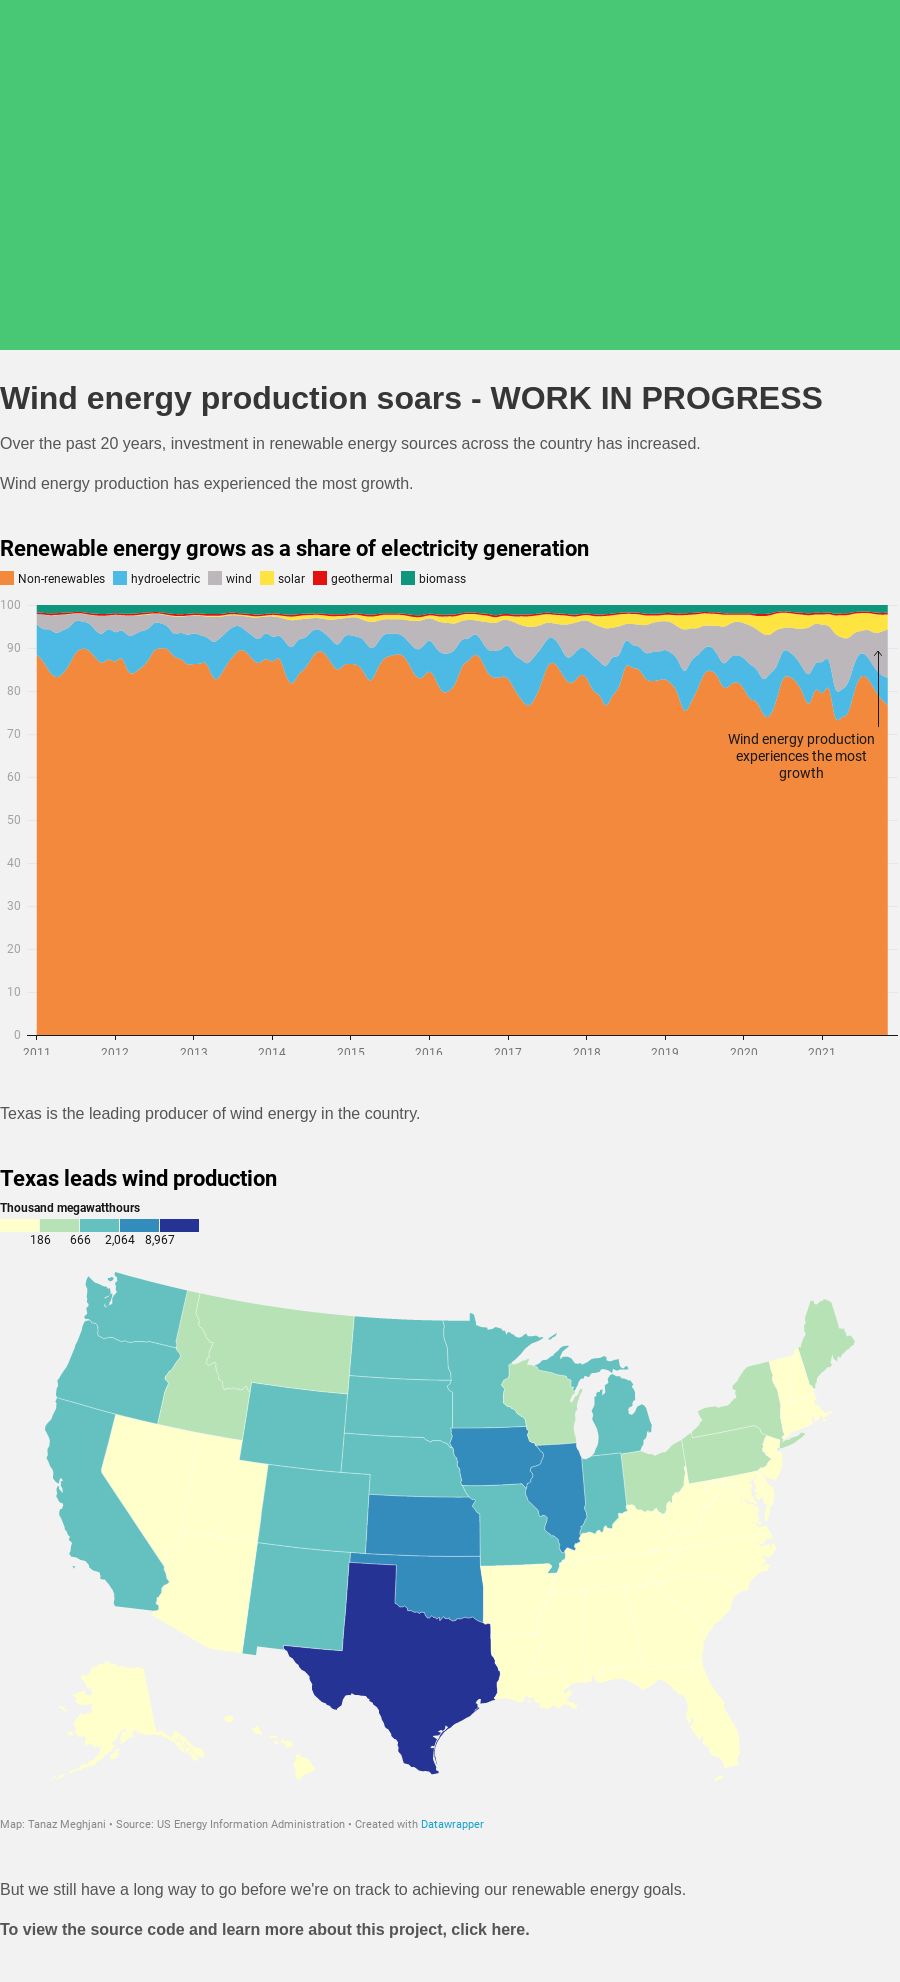 Wind energy production soars - WORK IN PROGRESS
Over the past 20 years, investment in renewable energy sources across the country has increased.
Wind energy production has experienced the most growth.
Renewable energy grows as a share of electricity generation
Non-renewables hydroelectric wind solar geothermal biomass
100
90
80
70
Wind energy production
experiences the most
growth
60
50
40
30
20
10
0
2011 2012 2013 2014 2015 2016 2017 2018 2019 2020 2021
Texas is the leading producer of wind energy in the country.
Texas leads wind production
Thousand megawatthours
186 666 2,064 8,967
Map: Tanaz Meghjani • Source: US Energy Information Administration • Created with Datawrapper
But we still have a long way to go before we're on track to achieving our renewable energy goals.
To view the source code and learn more about this project, click here.